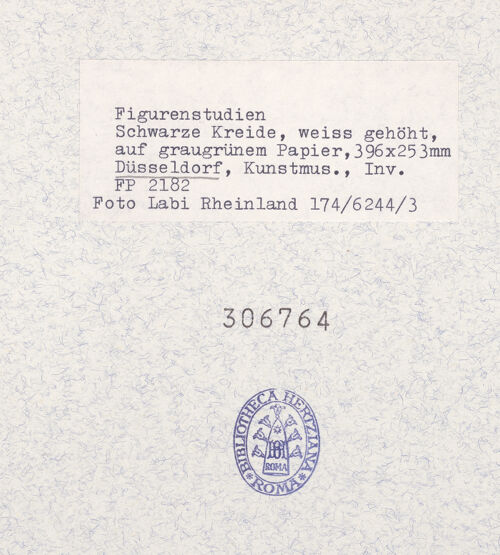 Figurenstudien
Schwarze Kreide, weiss gehöht,
auf graugrünem Papier,396x253mm
Düsseldorf, Kunstmus., Inv.
FP 2182
Foto Labi Rheinland 174/6244/3
306764
BIBLIOTHECA HERTZIANA
ROMA
ROMA